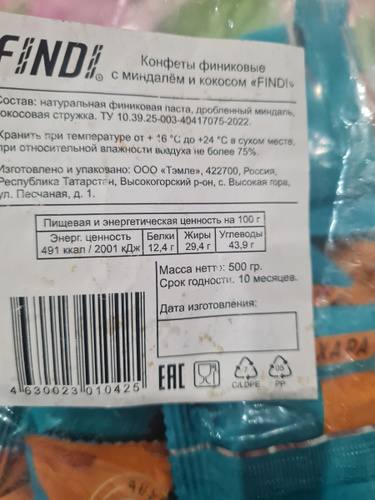 FINDI®
Конфеты финиковые
с миндалём и кокосом «FINDI»
Состав: натуральная финиковая паста, дробленный миндаль,
кокосовая стружка. ТУ 10.39.25-003-40417075-2022.
Хранить при температуре от + 16 °С до +24 °С в сухом месте,
при относительной влажности воздуха не более 75%.
Изготовлено и упаковано: ООО «Тэмле», 422700, Россия,
Республика Татарстан, Высокогорский р-он, с. Высокая гора,
ул. Песчаная, д. 1.
Пищевая и энергетическая ценность на 100 г
Энерг. ценность Белки Жиры Углеводы
491 ккал / 2001 кДж 12,4 г 29,4 г 43,9 г
Масса нетто: 500 гр.
Срок годности: 10 месяцев.
Дата изготовления:
4 630023 010425
EAC
C/LDPE
05
PP
ХАРА